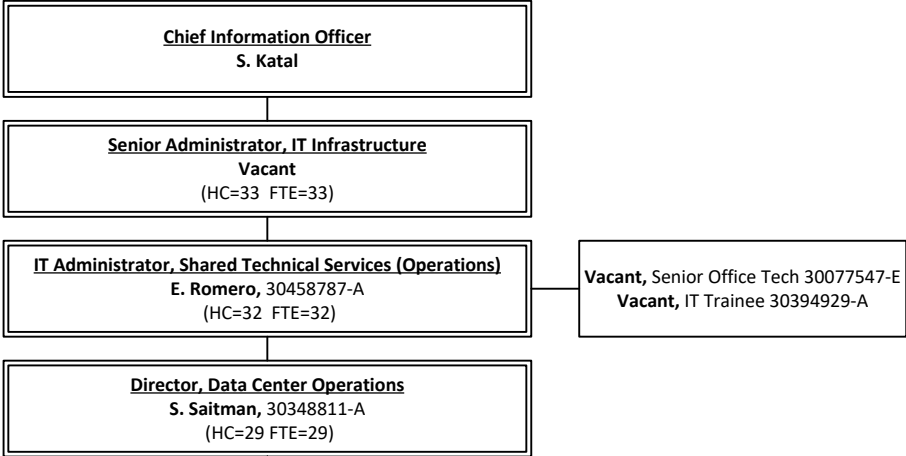 Chief Information Officer
S. Katal
Senior Administrator, IT Infrastructure
Vacant
(HC=33 FTE=33)
IT Administrator, Shared Technical Services (Operations)
E. Romero, 30458787-A
(HC=32 FTE=32)
Vacant, Senior Office Tech 30077547-E
Vacant, IT Trainee 30394929-A
Director, Data Center Operations
S. Saitman, 30348811-A
(HC=29 FTE=29)